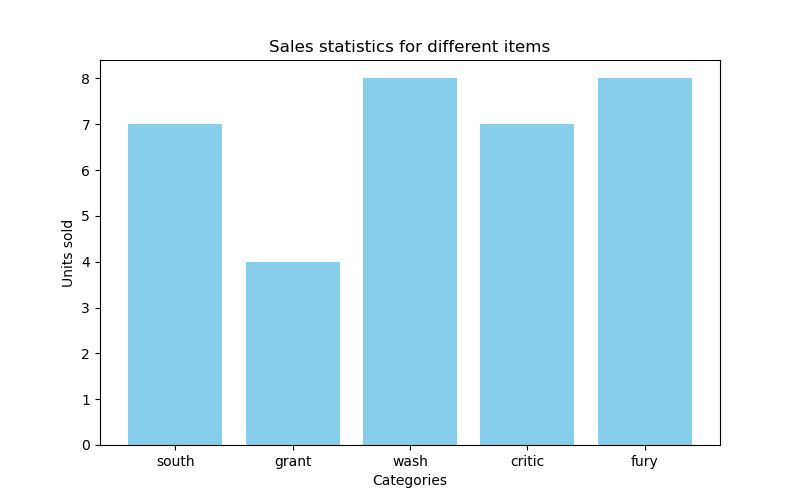 Sales statistics for different items
Units sold
8
7
6
5
4
3
2
1
0
south grant wash critic fury
Categories